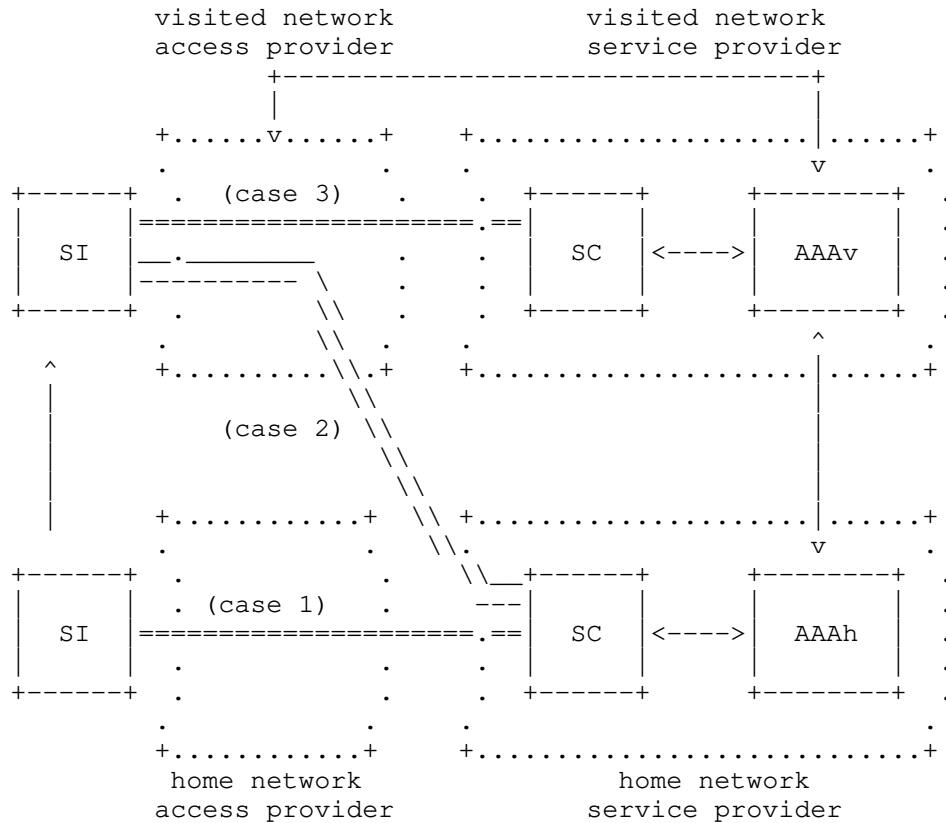 visited network visited network
access provider service provider
(case 3)
SI SC AAAv
(case 2)
(case 1)
SI SC AAAh
home network home network
access provider service provider